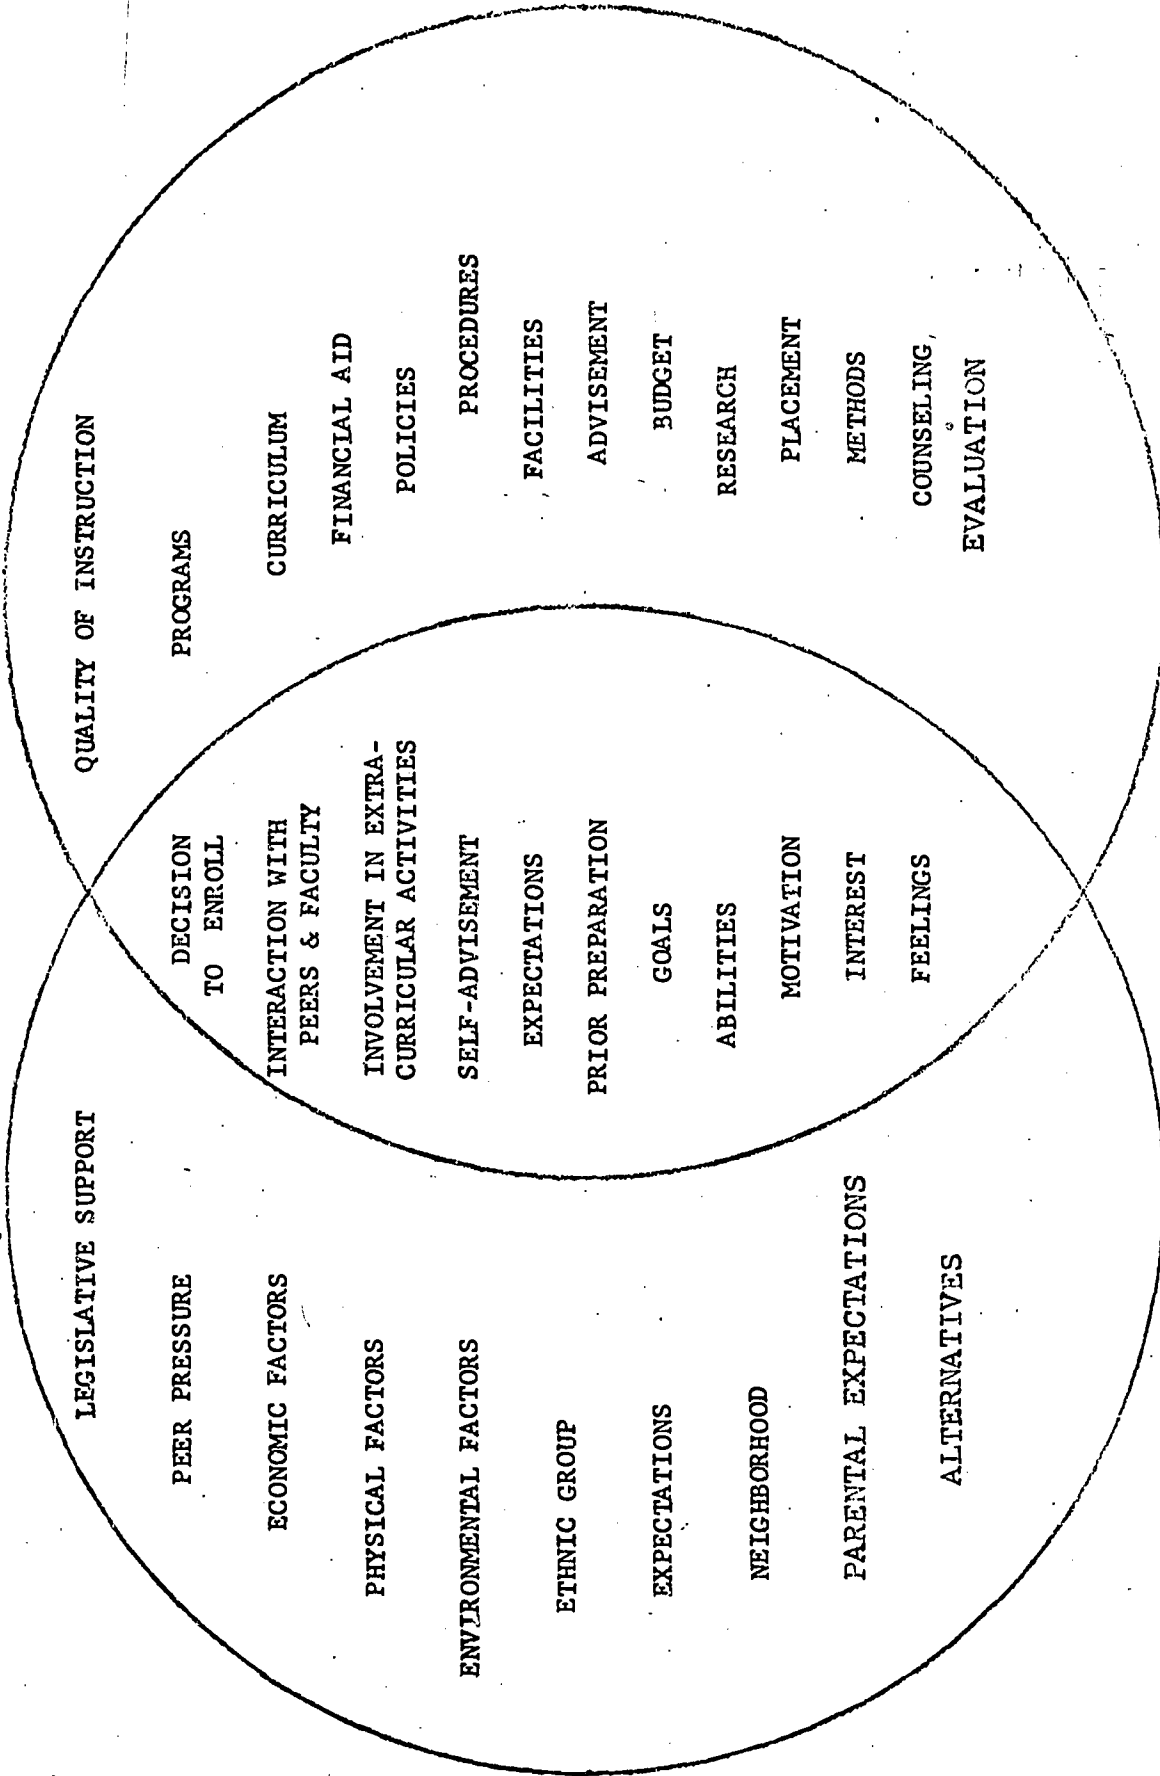 LEGISLATIVE SUPPORT
PEER PRESSURE
ECONOMIC FACTORS
PHYSICAL FACTORS
ENVIRONMENTAL FACTORS
ETHNIC GROUP
EXPECTATIONS
NEIGHBORHOOD
PARENTAL EXPECTATIONS
ALTERNATIVES
DECISION
TO ENROLL
INTERACTION WITH
PEERS & FACULTY
INVOLVEMENT IN EXTRA-
CURRICULAR ACTIVITIES
SELF-ADVISEMENT
EXPECTATIONS
PRIOR PREPARATION
GOALS
ABILITIES
MOTIVATION
INTEREST
FEELINGS
QUALITY OF INSTRUCTION
PROGRAMS
CURRICULUM
FINANCIAL AID
POLICIES
PROCEDURES
FACILITIES
ADVISEMENT
BUDGET
RESEARCH
PLACEMENT
METHODS
COUNSELING,
EVALUATION